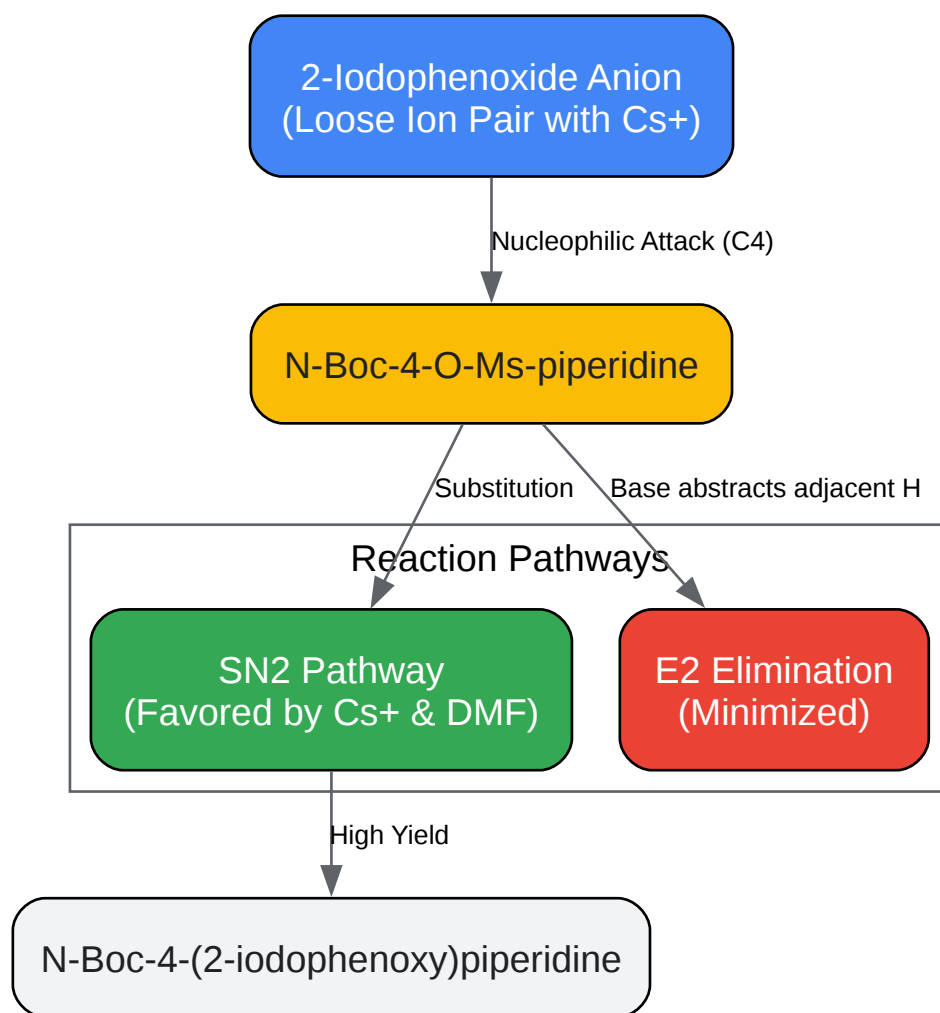 2-Iodophenoxide Anion
(Loose Ion Pair with Cs+)
Nucleophilic Attack (C4)
N-Boc-4-O-Ms-piperidine
Substitution
Base abstracts adjacent H
Reaction Pathways
SN2 Pathway
(Favored by Cs+ & DMF)
E2 Elimination
(Minimized)
High Yield
N-Boc-4-(2-iodophenoxy)piperidine